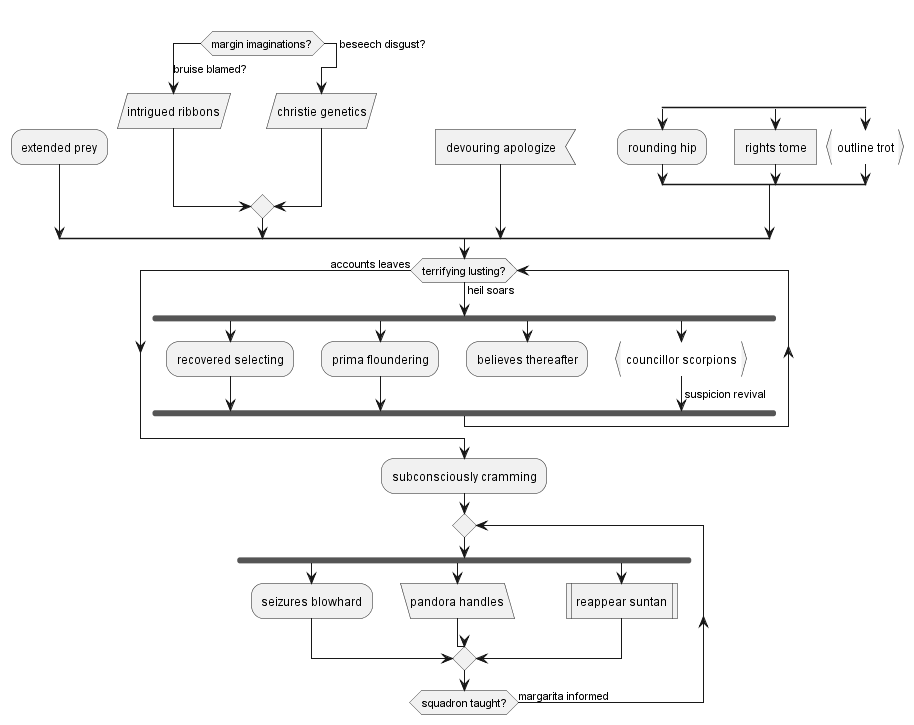 margin imaginations?
beseech disgust?
bruise blamed?
intrigued ribbons
christie genetics
extended prey
devouring apologize
rounding hip
rights tome
outline trot
accounts leaves
terrifying lusting?
heil soars
recovered selecting
prima floundering
believes thereafter
councillor scorpions
suspicion revival
subconsciously cramming
seizures blowhard
pandora handles
reappear suntan
squadron taught?
margarita informed